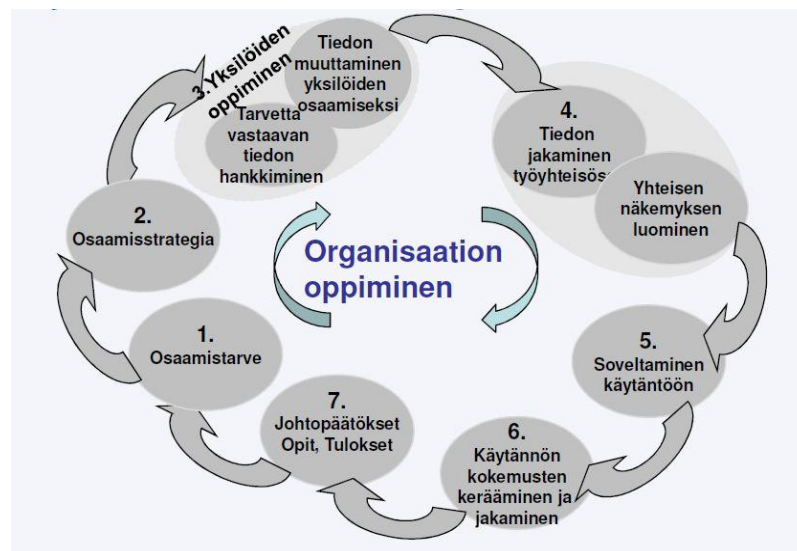 3.Yksilöiden
oppiminen
Tiedon
muuttaminen
yksilöiden
osaamiseksi
Tarvetta
vastaavan
tiedon
hankkiminen
4.
Tiedon
jakaminen
työyhteisöss
Yhteisen
näkemyksen
luominen
2.
Osaamisstrategia
Organisaation
oppiminen
1.
Osaamistarve
5.
Soveltaminen
käytäntöön
7.
Johtopäätökset
Opit, Tulokset
6.
Käytännön
kokemusten
kerääminen ja
jakaminen